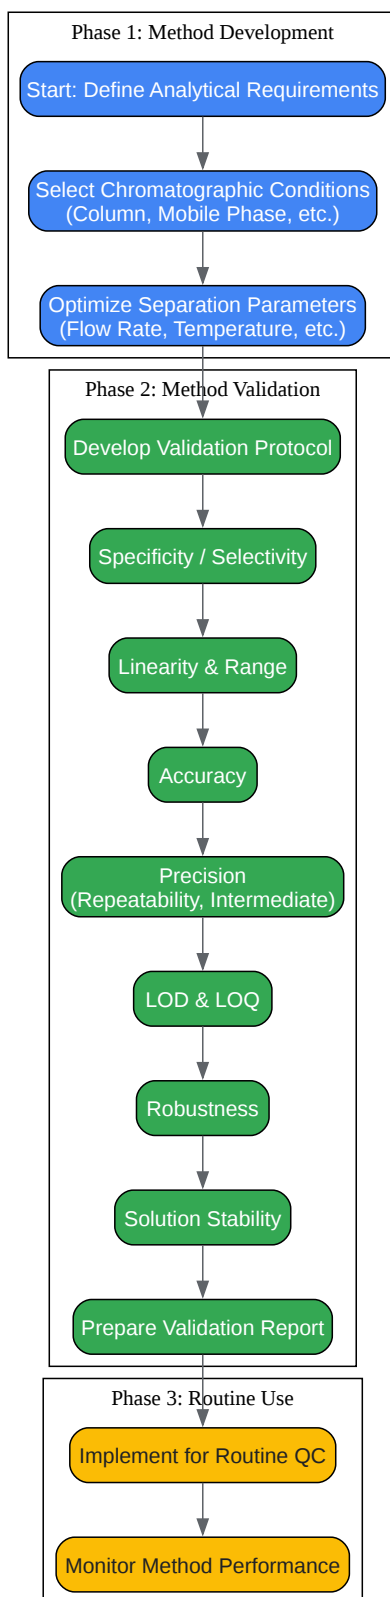 Phase 1: Method Development
Start: Define Analytical Requirements
Select Chromatographic Conditions
(Column, Mobile Phase, etc.)
Optimize Separation Parameters
(Flow Rate, Temperature, etc.)
Phase 2: Method Validation
Develop Validation Protocol
Specificity / Selectivity
Linearity & Range
Accuracy
Precision
(Repeatability, Intermediate)
LOD & LOQ
Robustness
Solution Stability
Prepare Validation Report
Phase 3: Routine Use
Implement for Routine QC
Monitor Method Performance